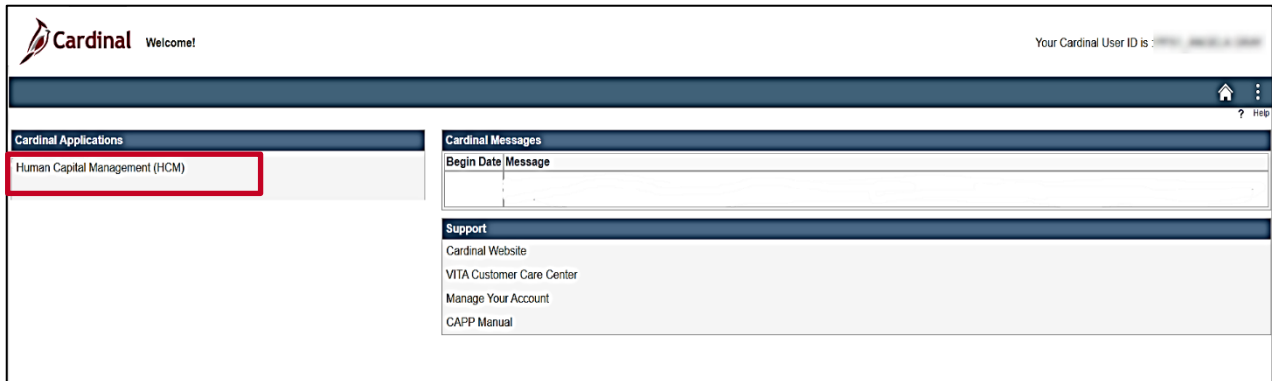 Cardinal Welcome!
Your Cardinal User ID is :
? Help
Cardinal Applications
Human Capital Management (HCM)
Cardinal Messages
Begin Date Message
Support
Cardinal Website
VITA Customer Care Center
Manage Your Account
CAPP Manual